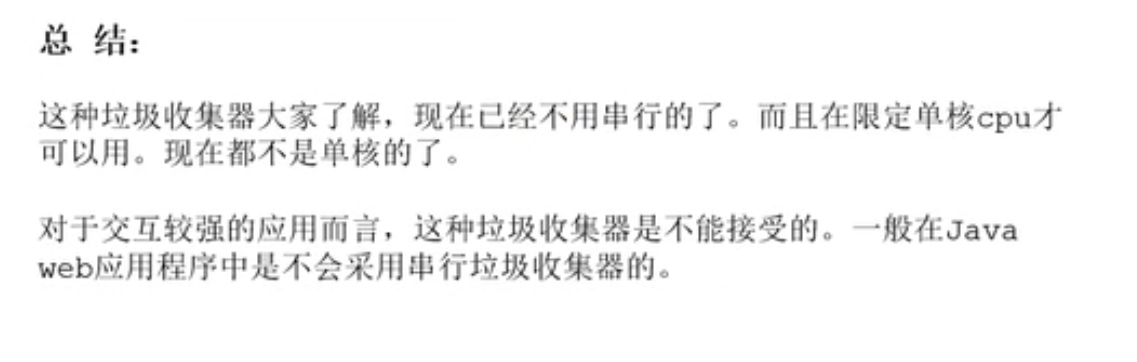 总 结：
这种垃圾收集器大家了解，现在已经不用串行的了。而且在限定单核cpu才
可以用。现在都不是单核的了。
对于交互较强的应用而言，这种垃圾收集器是不能接受的。一般在Java
web应用程序中是不会采用串行垃圾收集器的。